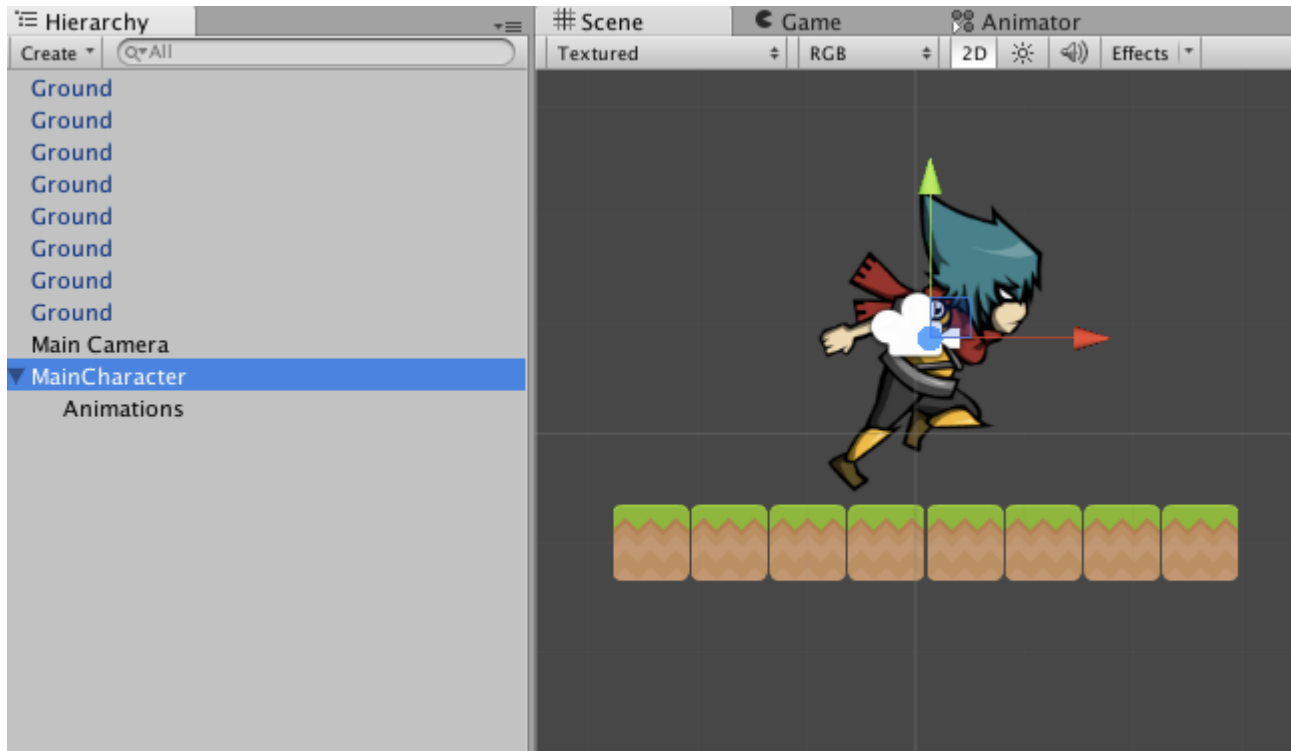 Hierarchy
Create All
Ground
Ground
Ground
Ground
Ground
Ground
Ground
Ground
Main Camera
MainCharacter
Animations
Scene Game Animator
Textured RGB 2D Effects